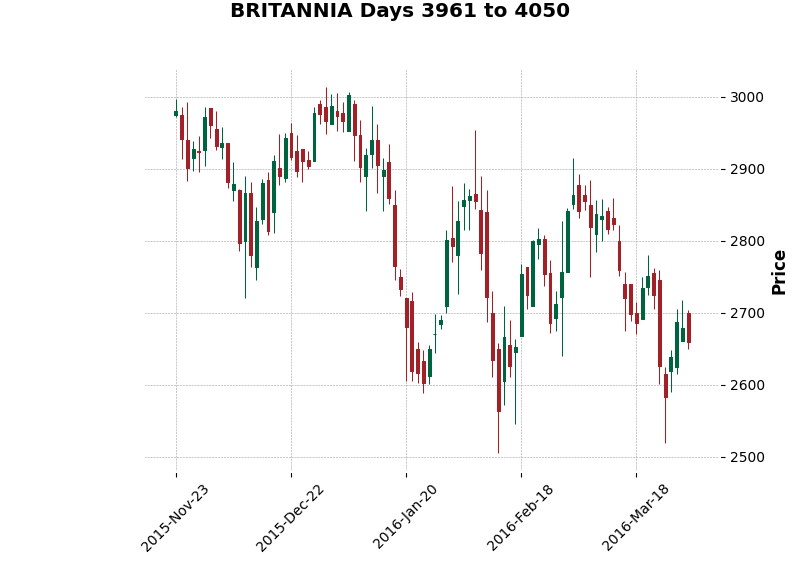 BRITANNIA Days 3961 to 4050
3000
2900
2800
2700
2600
2500
Price
2015-Nov-23
2015-Dec-22
2016-Jan-20
2016-Feb-18
2016-Mar-18